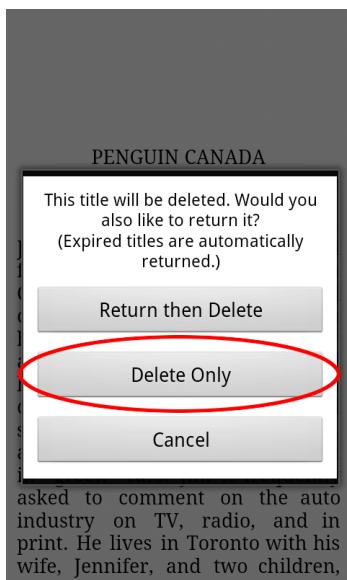 PENGUIN CANADA
This title will be deleted. Would you
also like to return it?
(Expired titles are automatically
returned.)
Return then Delete
Delete Only
Cancel
asked to comment on the auto
industry on TV, radio, and in
print. He lives in Toronto with his
wife, Jennifer, and two children,